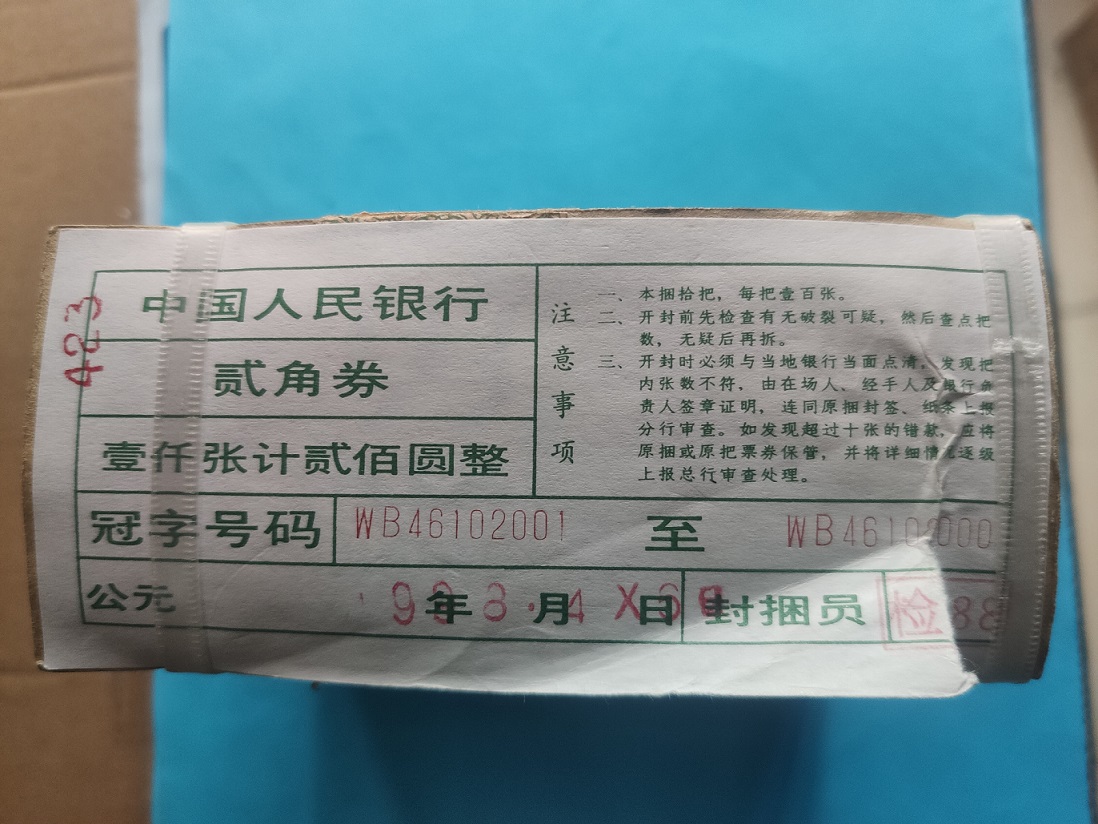 423
中国人民银行
贰角券
壹仟张计贰佰圆整
注意事项
一、本捆拾把，每把壹百张。
二、开封前先检查有无破裂可疑，然后查点把
数，无疑后再拆。
三、开封时必须与当地银行当面点清，发现把
内张数不符，由在场人、经手人及银行负
责人签章证明，连同原捆封签、纸条上报
分行审查。如发现超过十张的错款，应将
原捆或原把票券保管，并将详细情况逐级
上报总行审查处理。
冠字号码 WB46102001 至 WB46102000
公元 年 月 日 封捆员 检 88